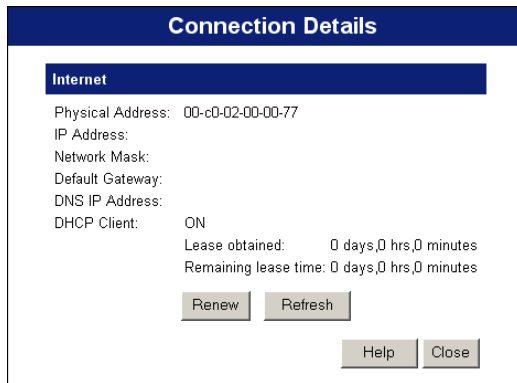 Connection Details
Internet
Physical Address: 00-c0-02-00-00-77
IP Address:
Network Mask:
Default Gateway:
DNS IP Address:
DHCP Client: ON
Lease obtained: 0 days,0 hrs,0 minutes
Remaining lease time: 0 days,0 hrs,0 minutes
Renew Refresh
Help Close